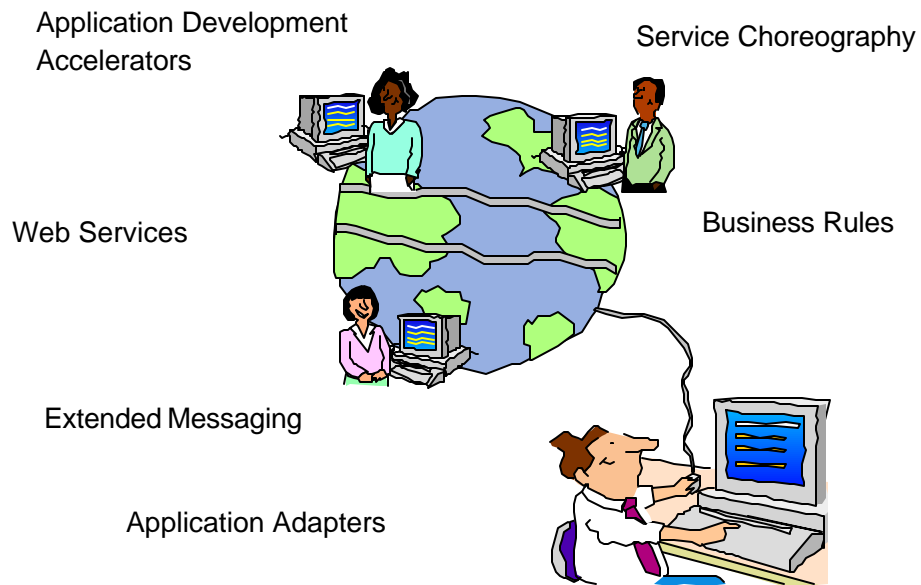 Application Development
Accelerators
Service Choreography
Web Services
Business Rules
Extended Messaging
Application Adapters